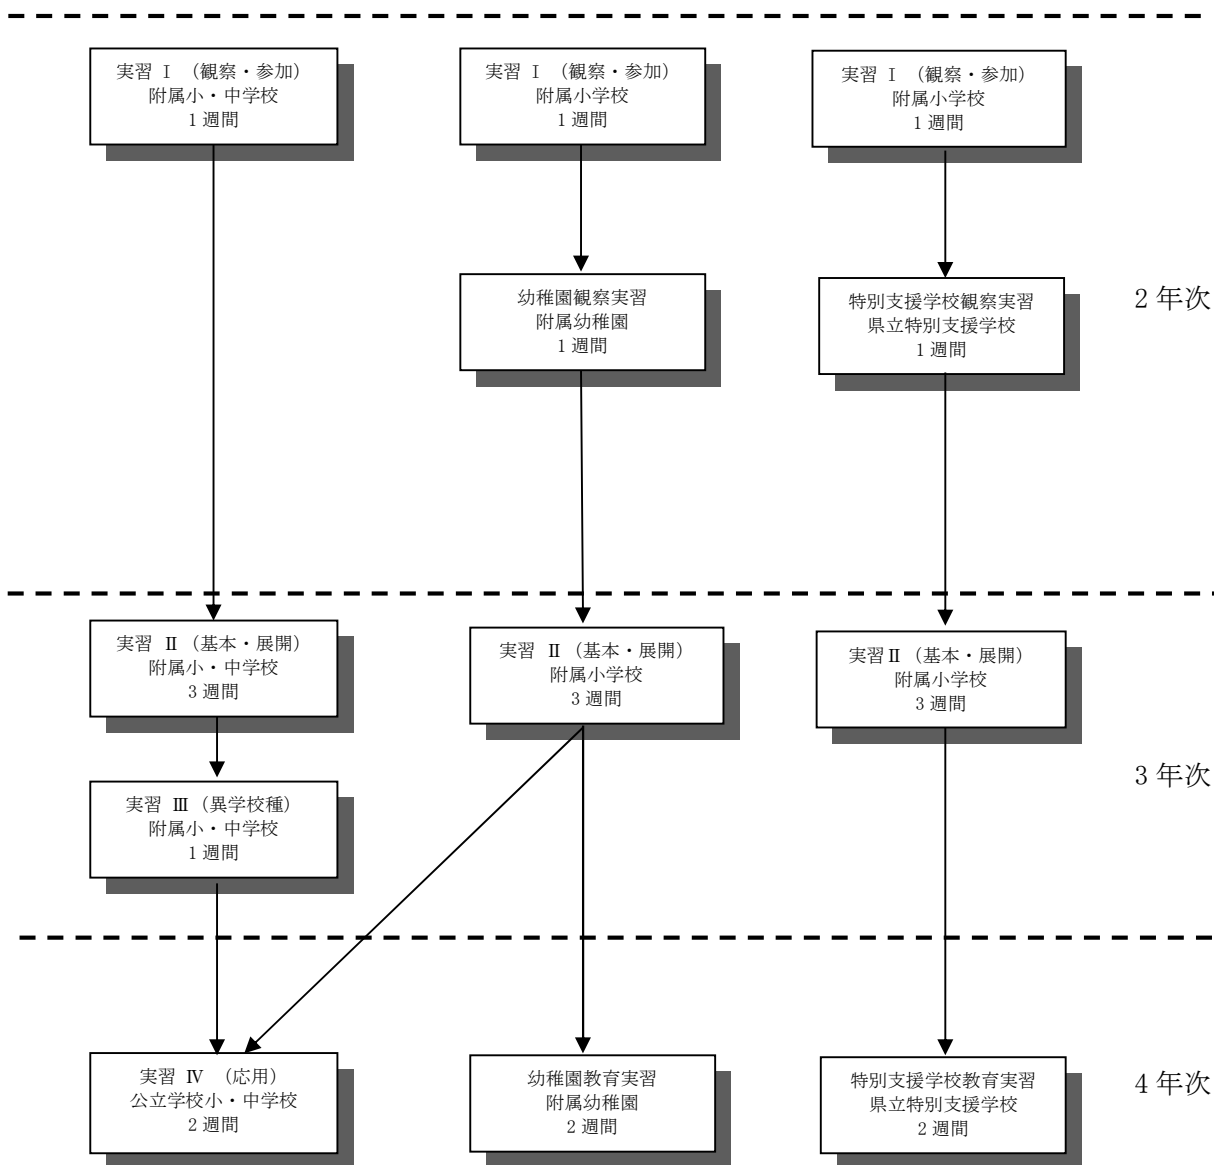 実習 Ⅰ （観察・参加）
附属小・中学校
1 週間
実習 Ⅰ （観察・参加）
附属小学校
1 週間
実習 Ⅰ （観察・参加）
附属小学校
1 週間
幼稚園観察実習
附属幼稚園
1 週間
特別支援学校観察実習
県立特別支援学校
1 週間
2 年次
実習 Ⅱ（基本・展開）
附属小・中学校
3 週間
実習 Ⅱ（基本・展開）
附属小学校
3 週間
実習Ⅱ（基本・展開）
附属小学校
3 週間
実習 Ⅲ（異学校種）
附属小・中学校
1 週間
3 年次
実習 Ⅳ （応用）
公立学校小・中学校
2 週間
幼稚園教育実習
附属幼稚園
2 週間
特別支援学校教育実習
県立特別支援学校
2 週間
4 年次